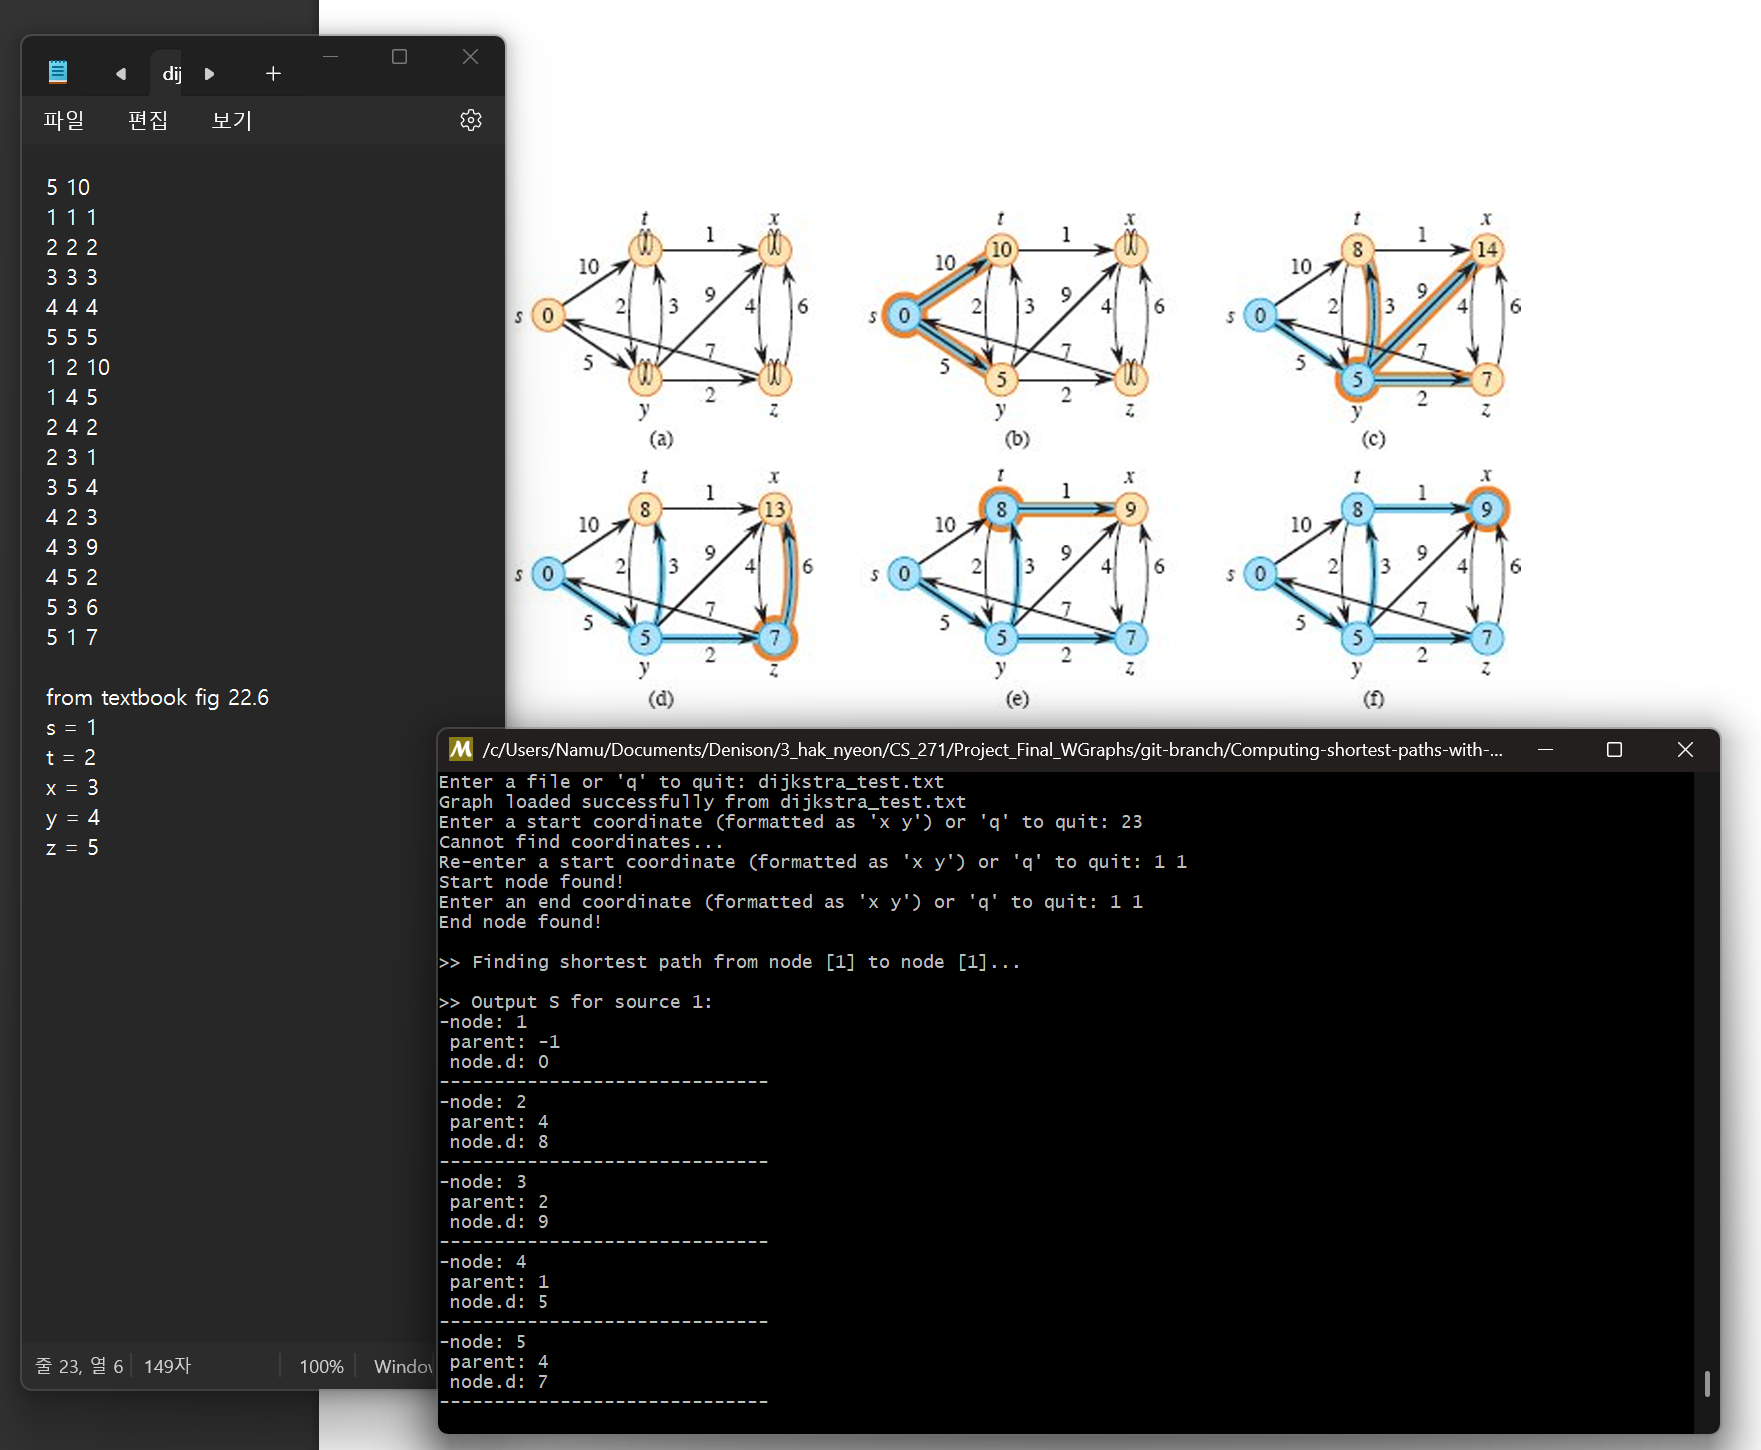 dij
파일 편집 보기
5 10
1 1 1
2 2 2
3 3 3
4 4 4
5 5 5
1 2 10
1 4 5
2 4 2
2 3 1
3 5 4
4 2 3
4 3 9
4 5 2
5 3 6
5 1 7
from textbook fig 22.6
s = 1
t = 2
x = 3
y = 4
z = 5
줄 23, 열 6 149자 100% Window
t x
∞ 1 ∞
10
2 3 9 4 6
s 0
5 7
∞ 2 ∞
y z
(a)
t x
10 1 ∞
10
2 3 9 4 6
s 0
5 7
5 2 ∞
y z
(b)
t x
8 1 14
10
2 3 9 4 6
s 0
5 7
5 2 7
y z
(c)
t x
8 1 13
10
2 3 9 4 6
s 0
5 7
5 2 7
y z
(d)
t x
8 1 9
10
2 3 9 4 6
s 0
5 7
5 2 7
y z
(e)
t x
8 1 9
10
2 3 9 4 6
s 0
5 7
5 2 7
y z
(f)
M /c/Users/Namu/Documents/Denison/3_hak_nyeon/CS_271/Project_Final_WGraphs/git-branch/Computing-shortest-paths-with-...
Enter a file or 'q' to quit: dijkstra_test.txt
Graph loaded successfully from dijkstra_test.txt
Enter a start coordinate (formatted as 'x y') or 'q' to quit: 23
Cannot find coordinates...
Re-enter a start coordinate (formatted as 'x y') or 'q' to quit: 1 1
Start node found!
Enter an end coordinate (formatted as 'x y') or 'q' to quit: 1 1
End node found!
>> Finding shortest path from node [1] to node [1]...
>> Output S for source 1:
-node: 1
parent: -1
node.d: 0
------------------------------
-node: 2
parent: 4
node.d: 8
------------------------------
-node: 3
parent: 2
node.d: 9
------------------------------
-node: 4
parent: 1
node.d: 5
------------------------------
-node: 5
parent: 4
node.d: 7
------------------------------